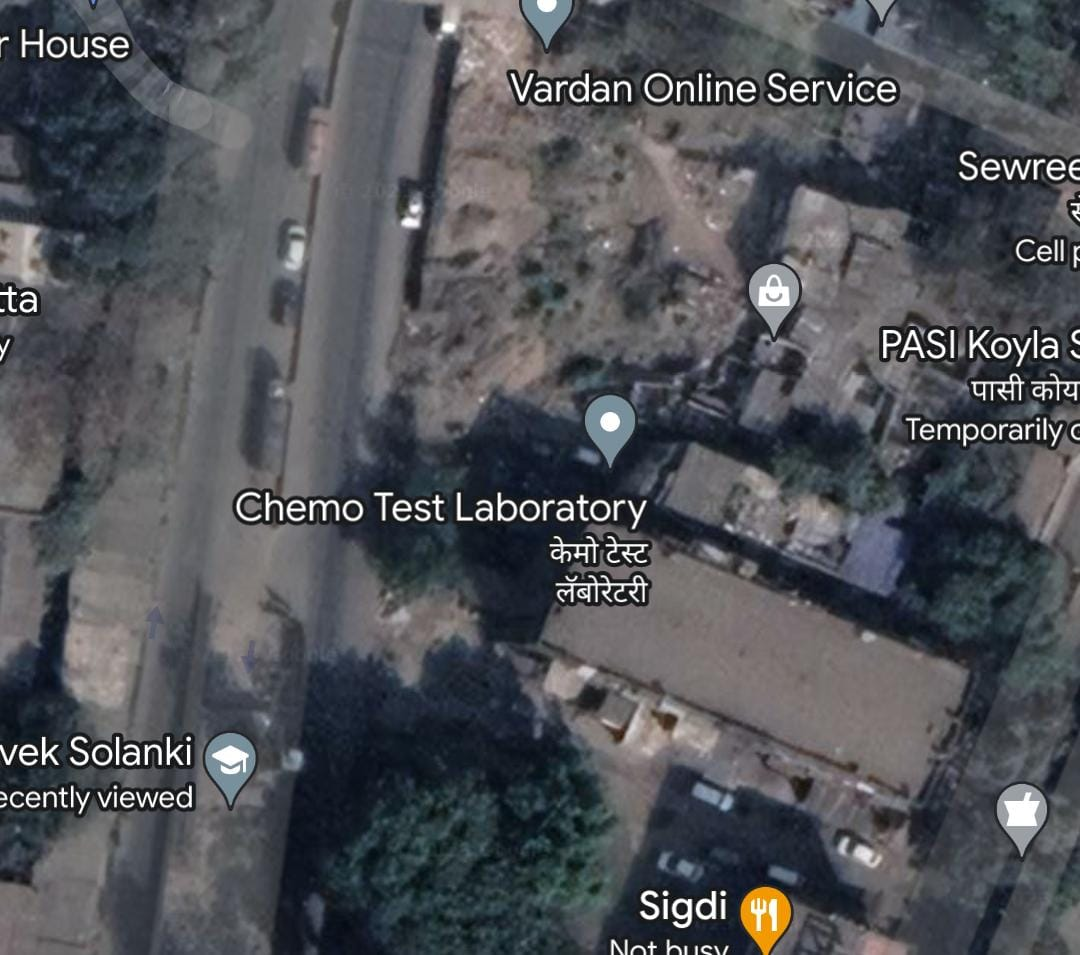 r House
Vardan Online Service
Sewree
Cell p
tta
y
PASI Koyla S
पासी कोय
Temporarily c
Chemo Test Laboratory
केमो टेस्ट
लॅबोरेटरी
vek Solanki
ecently viewed
Sigdi
Not busy